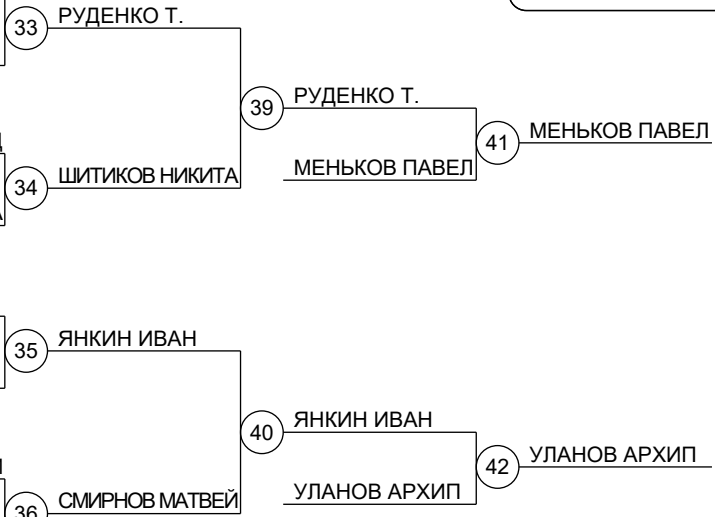 33 РУДЕНКО Т.
39 РУДЕНКО Т.
41 МЕНЬКОВ ПАВЕЛ
МЕНЬКОВ ПАВЕЛ
34 ШИТИКОВ НИКИТА
35 ЯНКИН ИВАН
40 ЯНКИН ИВАН
42 УЛАНОВ АРХИП
УЛАНОВ АРХИП
36 СМИРНОВ МАТВЕЙ